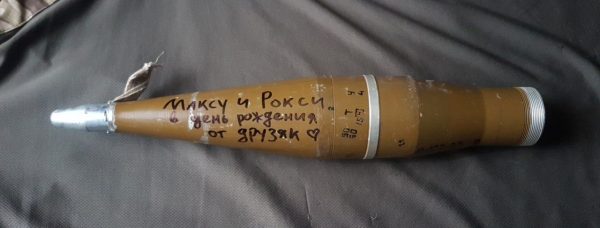 Максу и Рокси
в день рождения
от друзяк ♡
Т